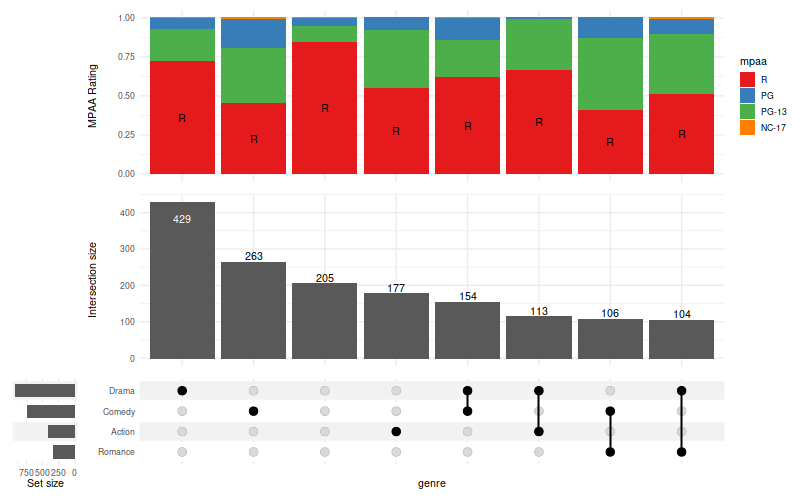 1.00
0.75
0.50
0.25
0.00
MPAA Rating
R
R
R
R
R
R
R
R
mpaa
R
PG
PG-13
NC-17
400
300
200
100
0
Intersection size
429
263
205
177
154
113
106
104
Drama
Comedy
Action
Romance
750 500 250 0
Set size
genre